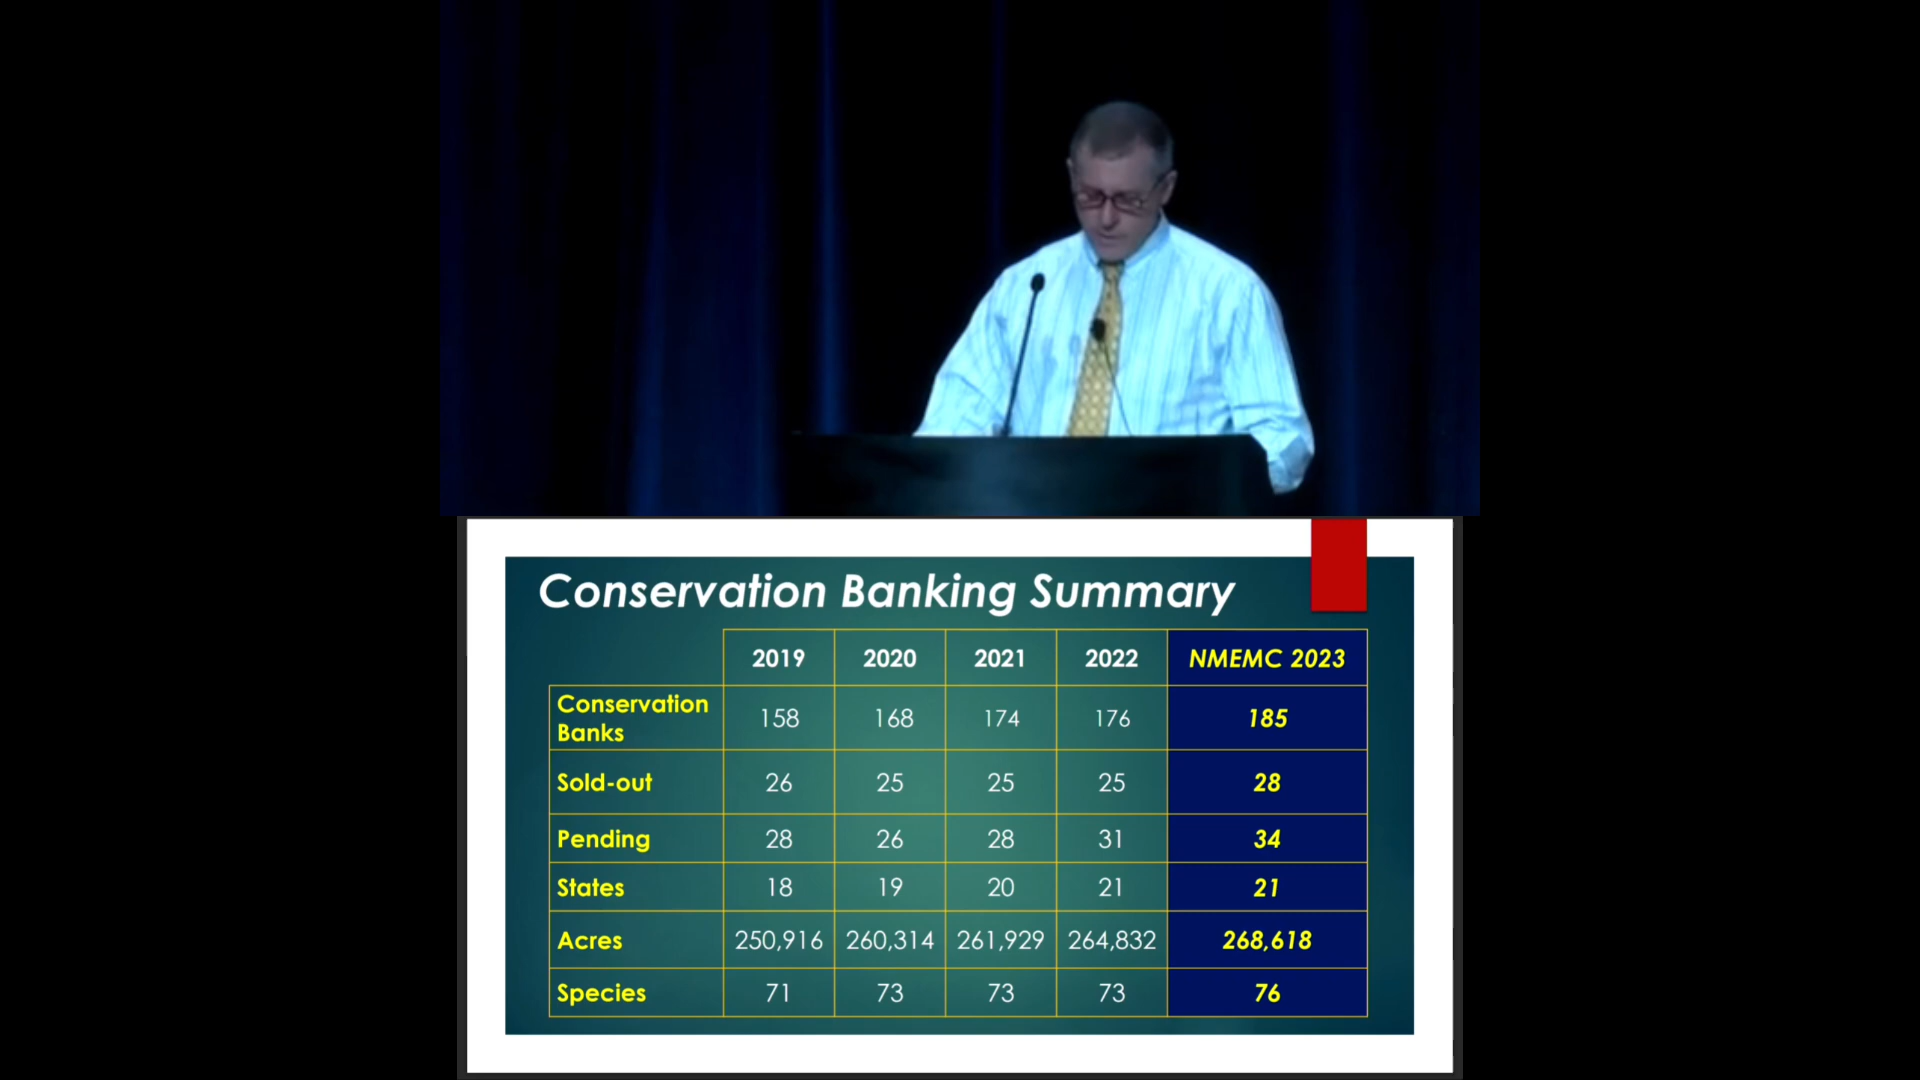 Conservation Banking Summary
2019 2020 2021 2022 NMEMC 2023
Conservation
Banks 158 168 174 176 185
Sold-out 26 25 25 25 28
Pending 28 26 28 31 34
States 18 19 20 21 21
Acres 250,916 260,314 261,929 264,832 268,618
Species 71 73 73 73 76